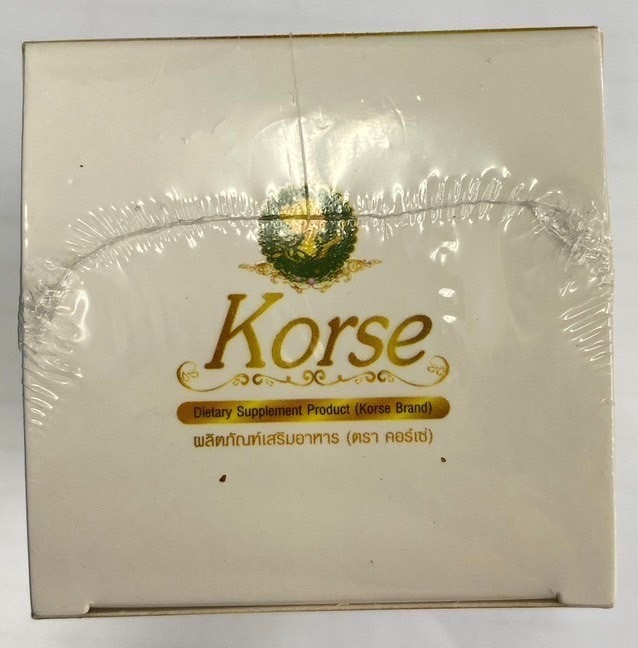 Korse
Dietary Supplement Product (Korse Brand)
ผลิตภัณฑ์เสริมอาหาร (ตรา คอร์เซ่)